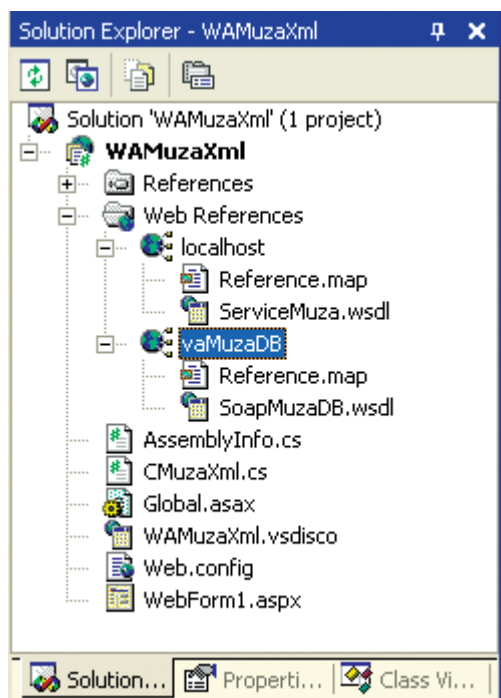 Solution Explorer - WAMuzaXml
Solution 'WAMuzaXml' (1 project)
WAMuzaXml
References
Web References
localhost
Reference.map
ServiceMuza.wsdl
vaMuzaDB
Reference.map
SoapMuzaDB.wsdl
AssemblyInfo.cs
CMuzaXml.cs
Global.asax
WAMuzaXml.vsdisco
Web.config
WebForm1.aspx
Solution... Properti... Class Vi...